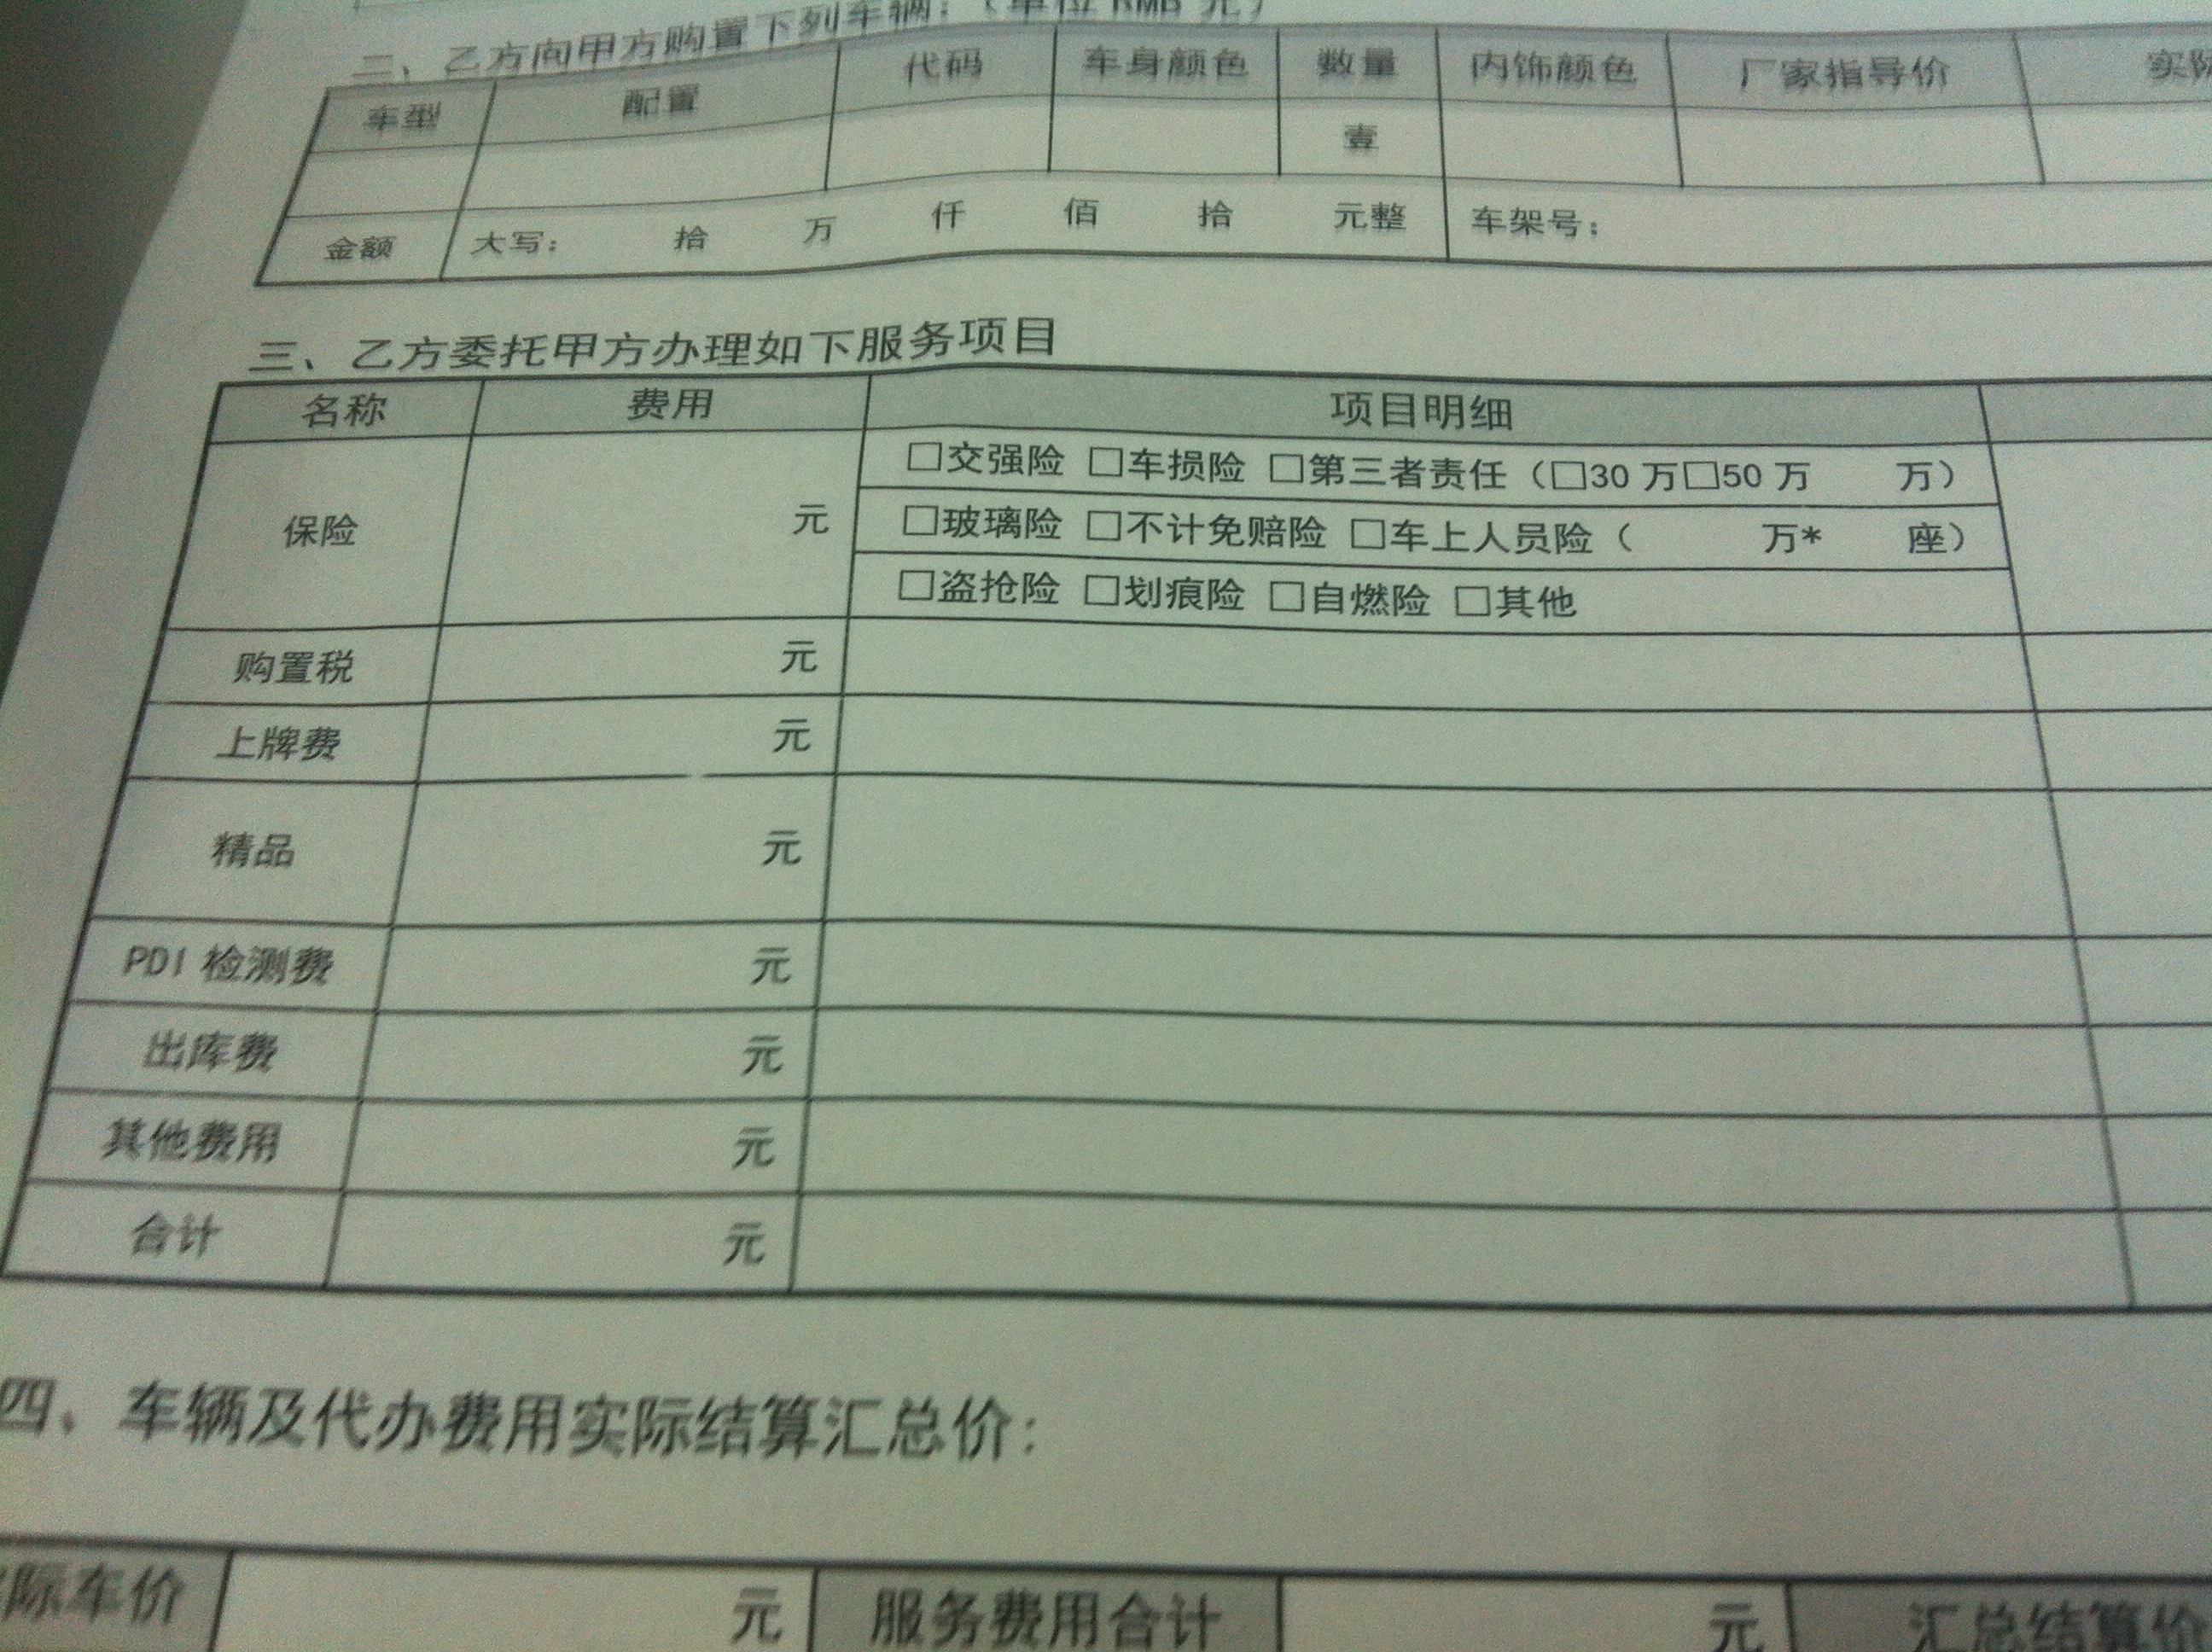 二、乙方向甲方购置下列车辆:(单位 RMB 元)
车型 配置 代码 车身颜色 数量 内饰颜色 厂家指导价 实际
壹
金额 大写: 拾 万 仟 佰 拾 元整 车架号:
三、乙方委托甲方办理如下服务项目
名称 费用 项目明细
保险 元
□交强险 □车损险 □第三者责任(□30 万□50 万 万)
□玻璃险 □不计免赔险 □车上人员险( 万* 座)
□盗抢险 □划痕险 □自燃险 □其他
购置税 元
上牌费 元
精品 元
PDI 检测费 元
出库费 元
其他费用 元
合计 元
四、车辆及代办费用实际结算汇总价:
际车价 元 服务费用合计 元 汇总结算价